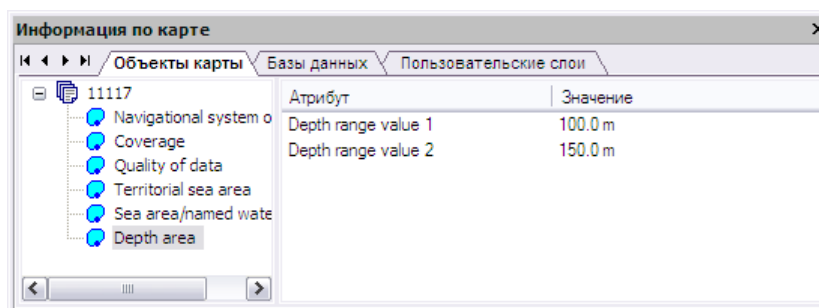 Информация по карте
Объекты карты Базы данных Пользовательские слои
11117
Navigational system o
Coverage
Quality of data
Territorial sea area
Sea area/named wate
Depth area
Атрибут Значение
Depth range value 1 100.0 m
Depth range value 2 150.0 m